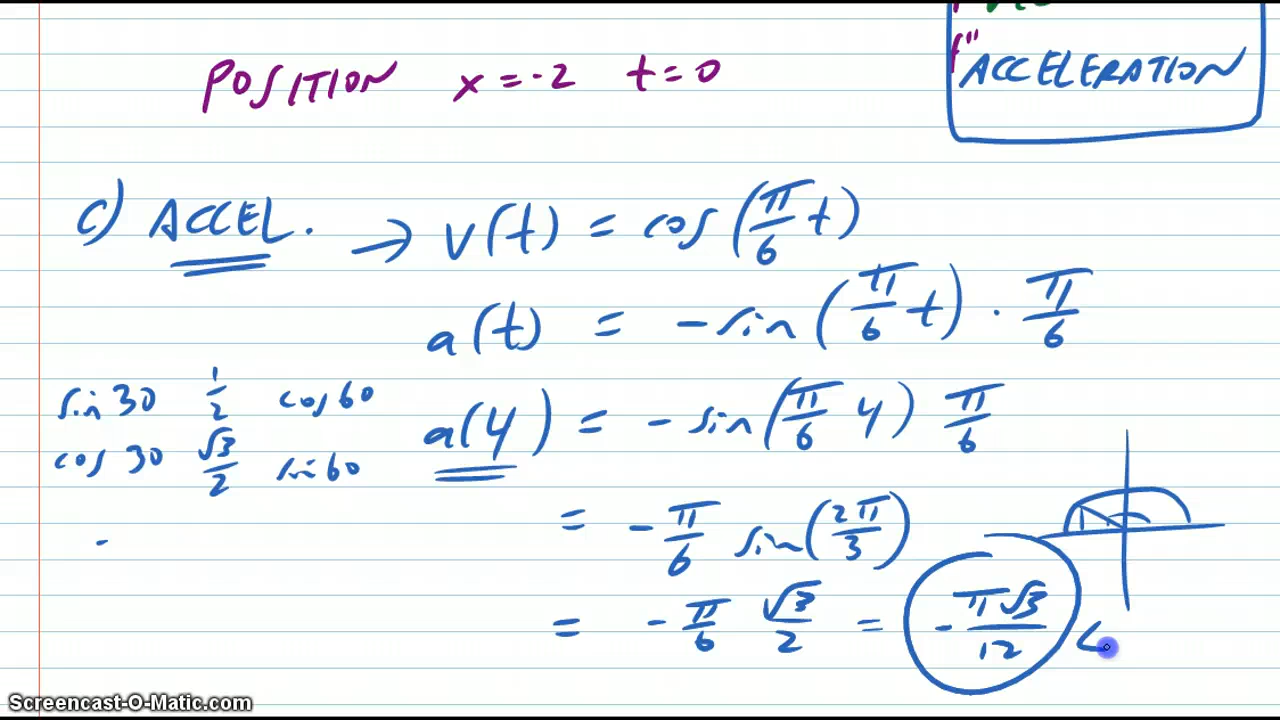 f"
ACCELERATION
POSITION x = -2 t = 0
c) ACCEL. → v(t) = cos(π/6 t)
a(t) = - sin(π/6 t) · π/6
sin 30 1/2 cos 60
cos 30 √3/2 sin 60
a(4) = - sin(π/6 4) π/6
= - π/6 sin(2π/3)
= - π/6 √3/2 = - π√3/12 <
Screencast-O-Matic.com